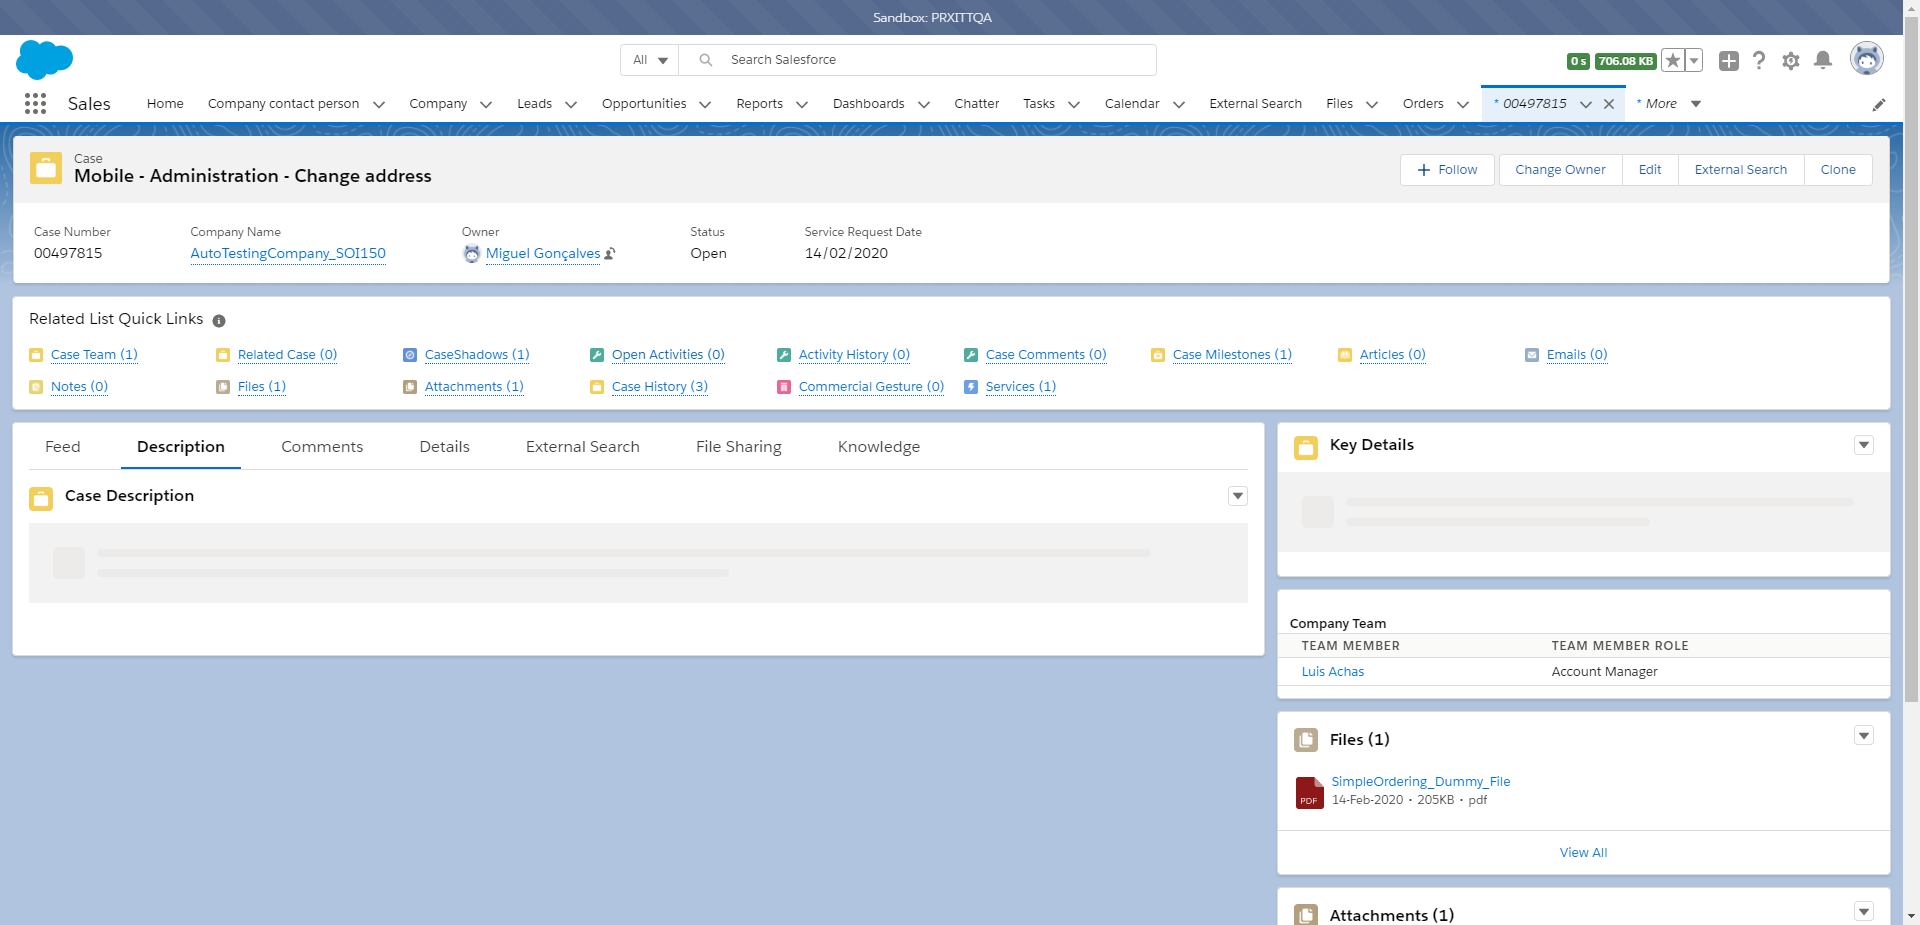 Sandbox: PRXITTQA
All
Search Salesforce
0 s
706.08 KB
Sales
Home
Company contact person
Company
Leads
Opportunities
Reports
Dashboards
Chatter
Tasks
Calendar
External Search
Files
Orders
* 00497815
* More
Case
Mobile - Administration - Change address
Follow
Change Owner
Edit
External Search
Clone
Case Number
00497815
Company Name
AutoTestingCompany_SOI150
Owner
Miguel Gonçalves
Status
Open
Service Request Date
14/02/2020
Related List Quick Links
Case Team (1)
Related Case (0)
CaseShadows (1)
Open Activities (0)
Activity History (0)
Case Comments (0)
Case Milestones (1)
Articles (0)
Emails (0)
Notes (0)
Files (1)
Attachments (1)
Case History (3)
Commercial Gesture (0)
Services (1)
Feed
Description
Comments
Details
External Search
File Sharing
Knowledge
Case Description
Key Details
Company Team
TEAM MEMBER
TEAM MEMBER ROLE
Luis Achas
Account Manager
Files (1)
PDF
SimpleOrdering_Dummy_File
14-Feb-2020 • 205KB • pdf
View All
Attachments (1)